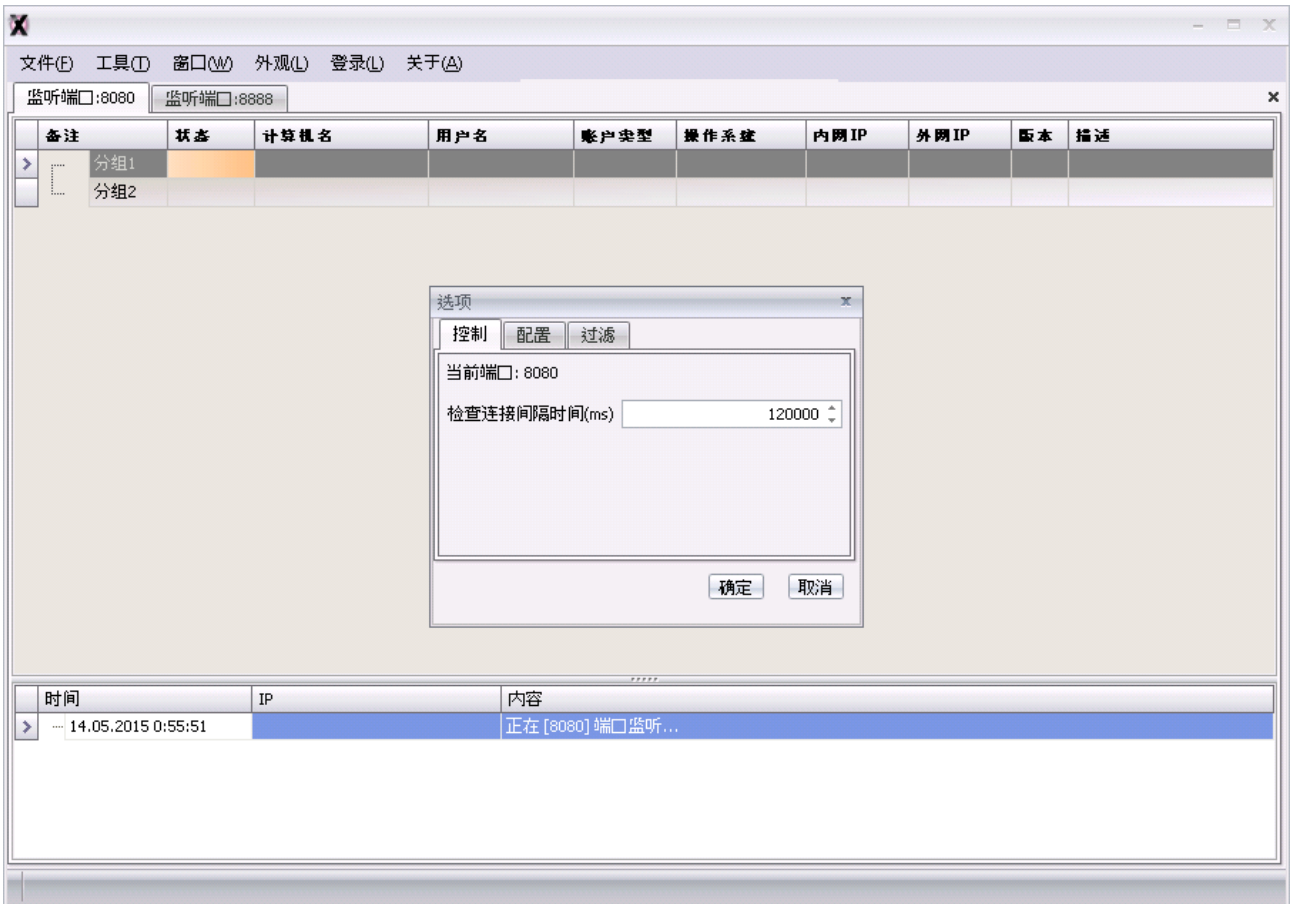 文件(F) 工具(T) 窗口(W) 外观(L) 登录(L) 关于(A)
监听端口:8080 监听端口:8888
备注 状态 计算机名 用户名 账户类型 操作系统 内网IP 外网IP 版本 描述
分组1
分组2
选项
控制 配置 过滤
当前端口: 8080
检查连接间隔时间(ms) 120000
确定 取消
时间 IP 内容
14.05.2015 0:55:51 正在 [8080] 端口监听...